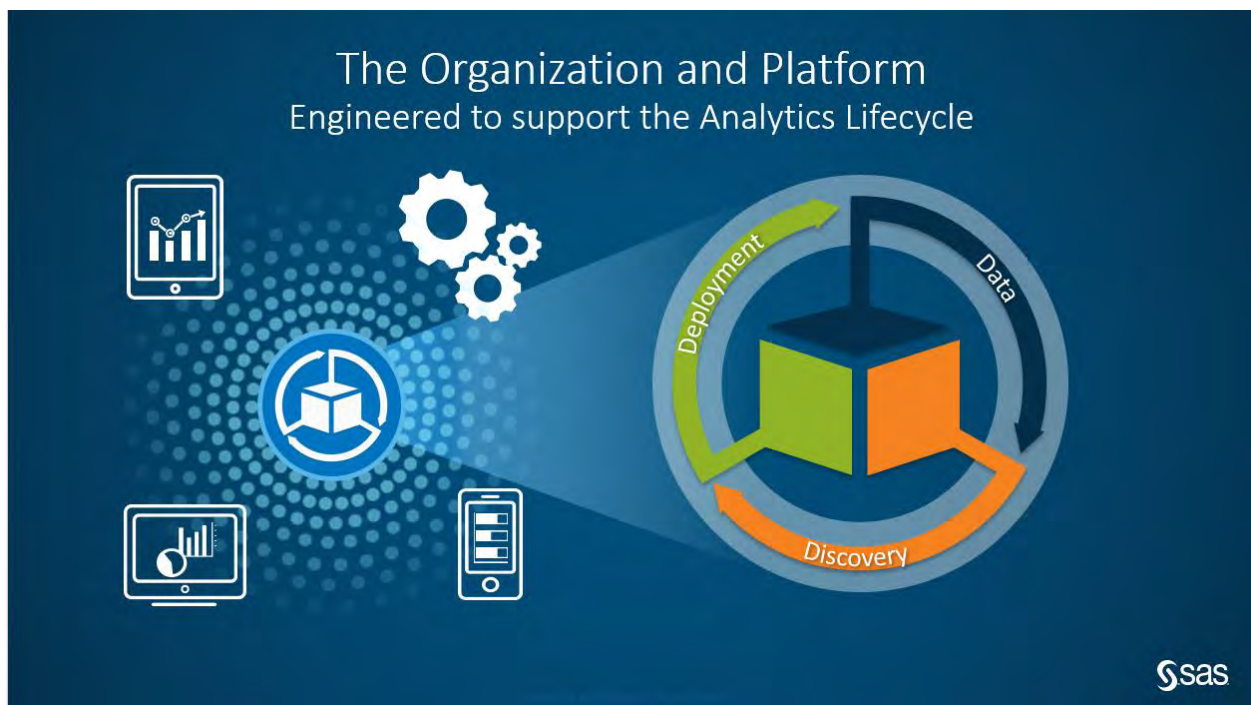 The Organization and Platform
Engineered to support the Analytics Lifecycle
Deployment
Data
Discovery
sas